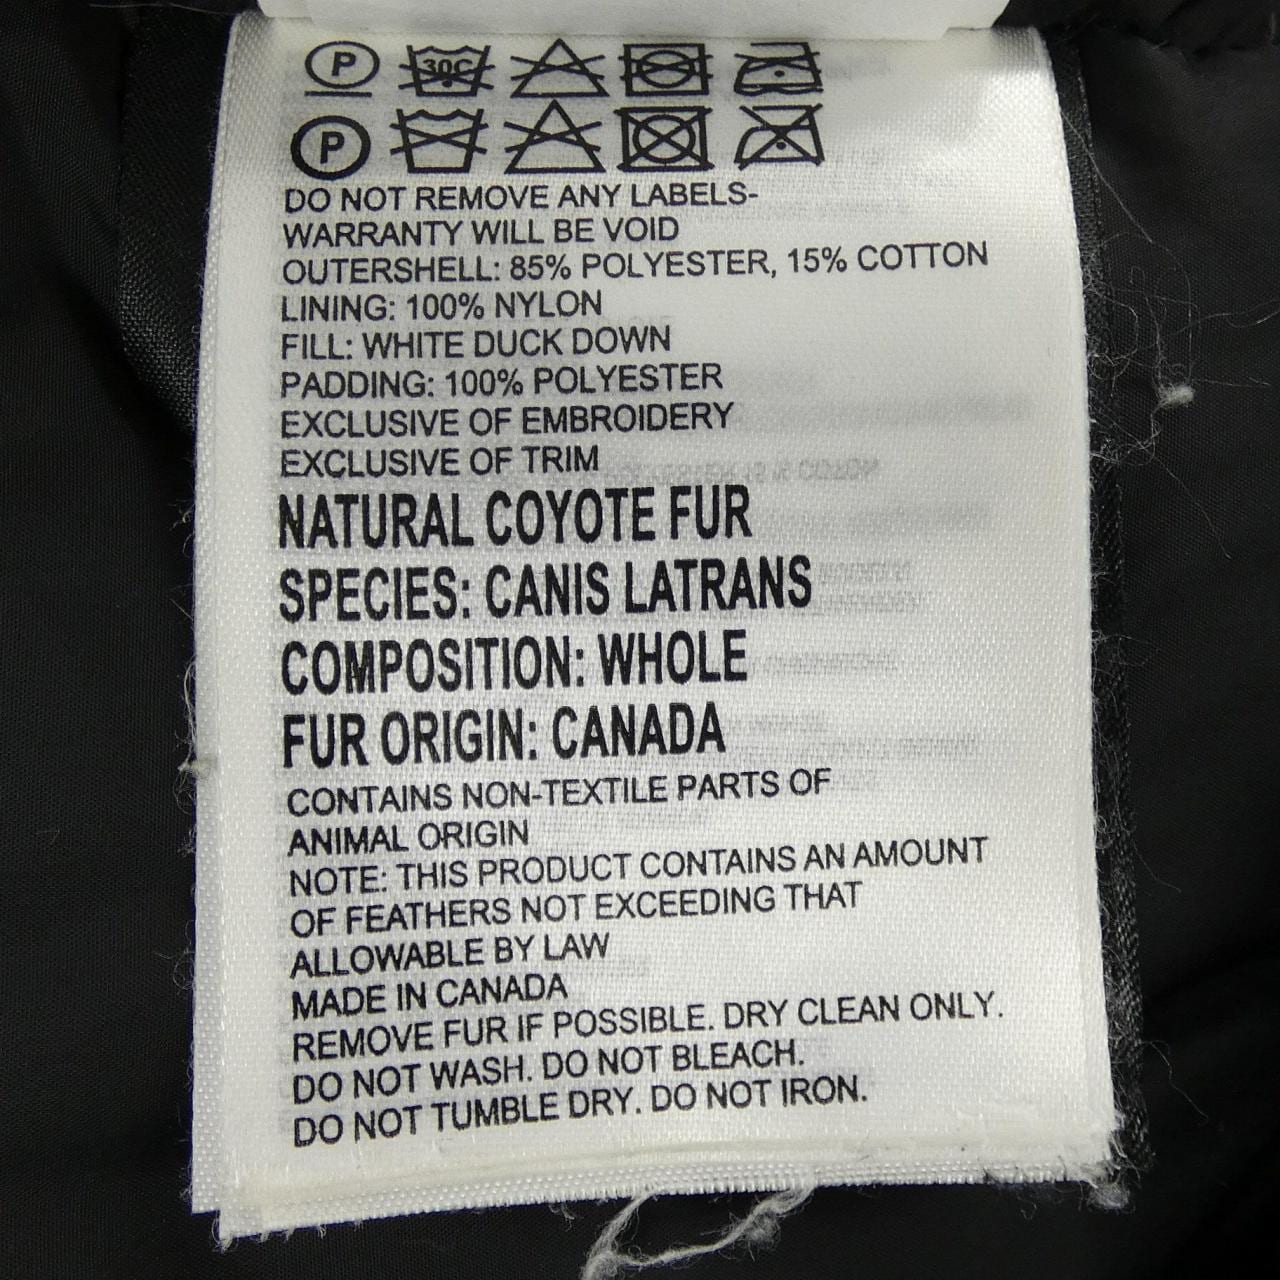 P 30C
P
DO NOT REMOVE ANY LABELS-
WARRANTY WILL BE VOID
OUTERSHELL: 85% POLYESTER, 15% COTTON
LINING: 100% NYLON
FILL: WHITE DUCK DOWN
PADDING: 100% POLYESTER
EXCLUSIVE OF EMBROIDERY
EXCLUSIVE OF TRIM
NATURAL COYOTE FUR
SPECIES: CANIS LATRANS
COMPOSITION: WHOLE
FUR ORIGIN: CANADA
CONTAINS NON-TEXTILE PARTS OF
ANIMAL ORIGIN
NOTE: THIS PRODUCT CONTAINS AN AMOUNT
OF FEATHERS NOT EXCEEDING THAT
ALLOWABLE BY LAW
MADE IN CANADA
REMOVE FUR IF POSSIBLE. DRY CLEAN ONLY.
DO NOT WASH. DO NOT BLEACH.
DO NOT TUMBLE DRY. DO NOT IRON.